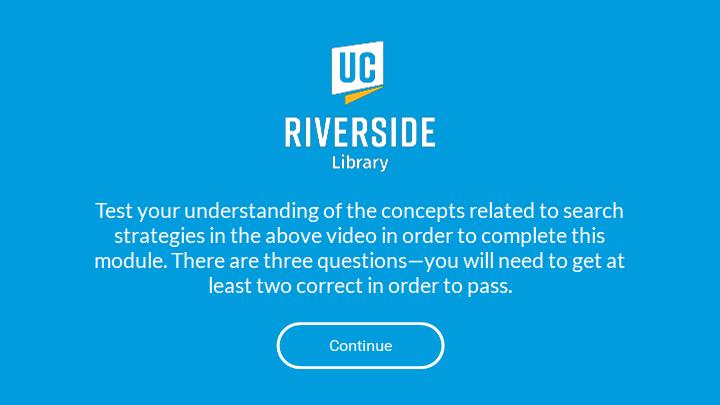 UC
RIVERSIDE
Library
Test your understanding of the concepts related to search
strategies in the above video in order to complete this
module. There are three questions—you will need to get at
least two correct in order to pass.
Continue